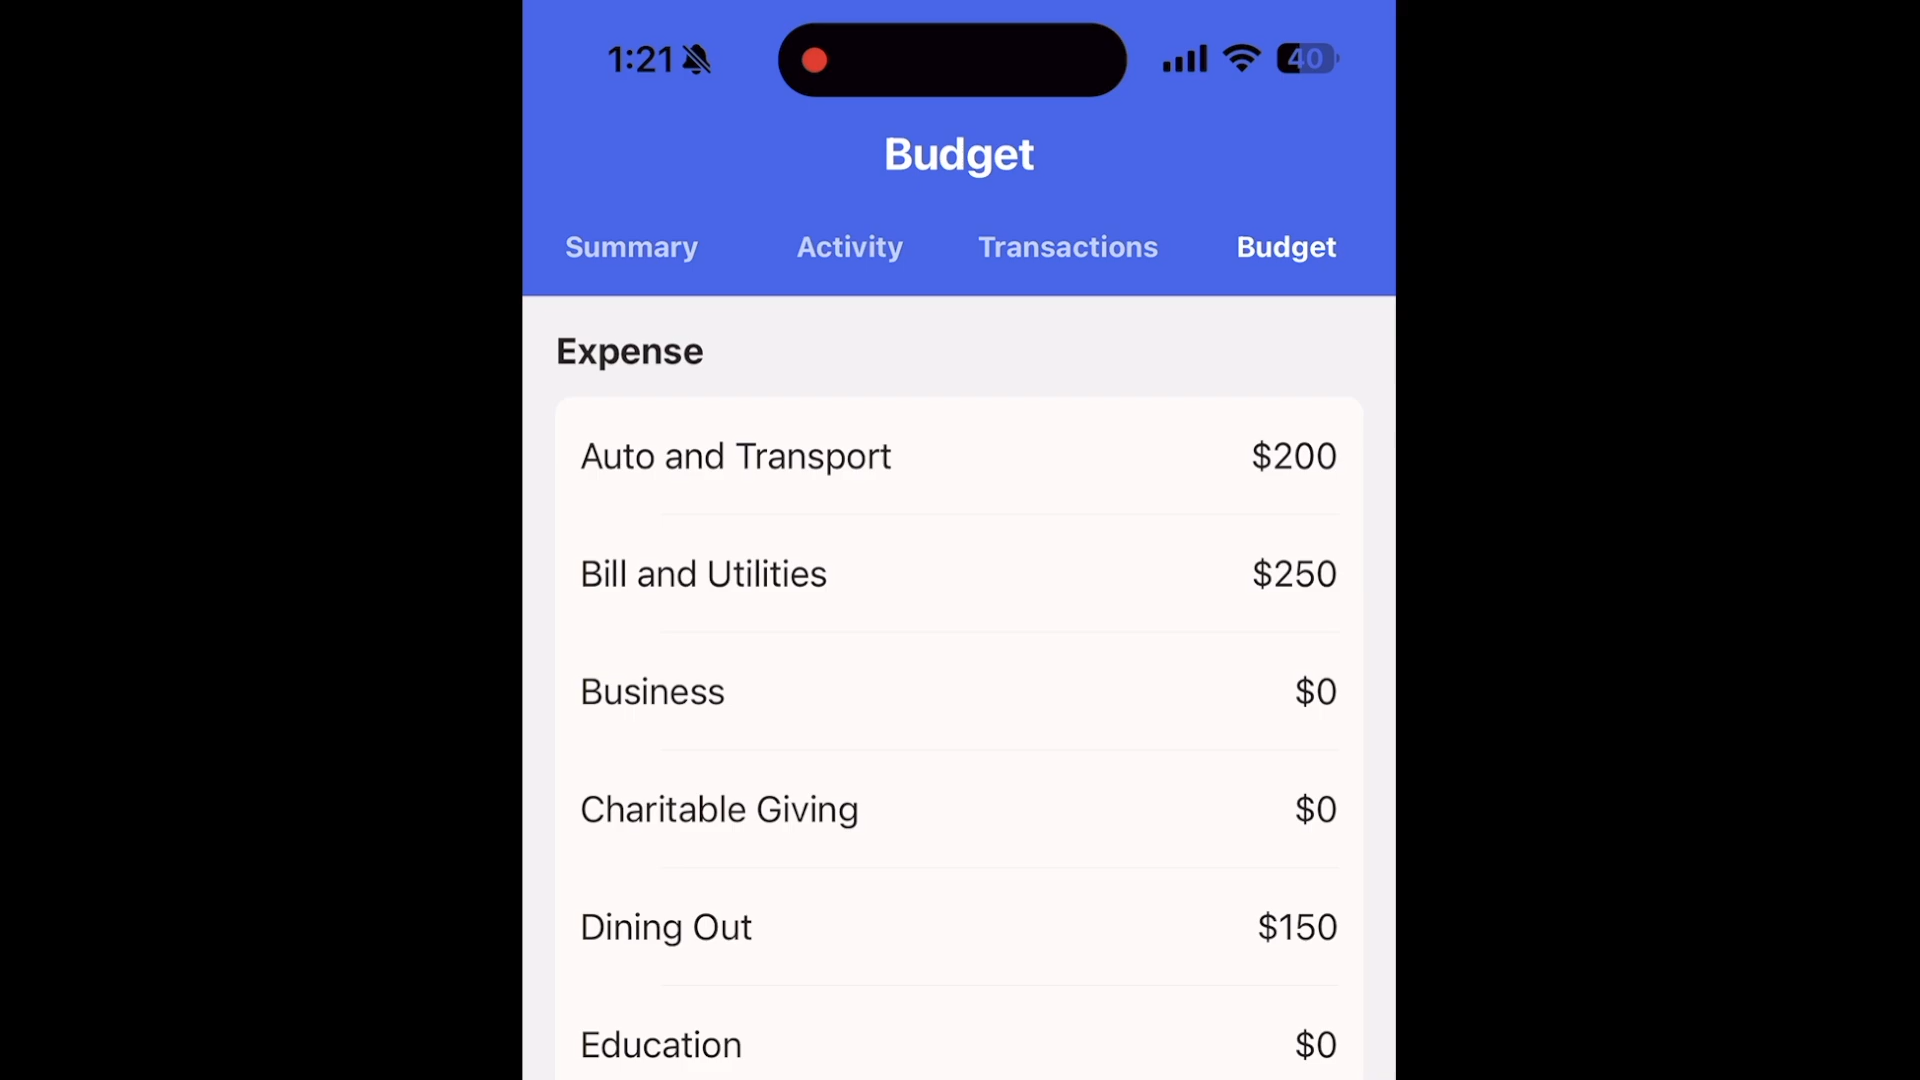 1:21
40
Budget
Summary Activity Transactions Budget
Expense
Auto and Transport $200
Bill and Utilities $250
Business $0
Charitable Giving $0
Dining Out $150
Education $0